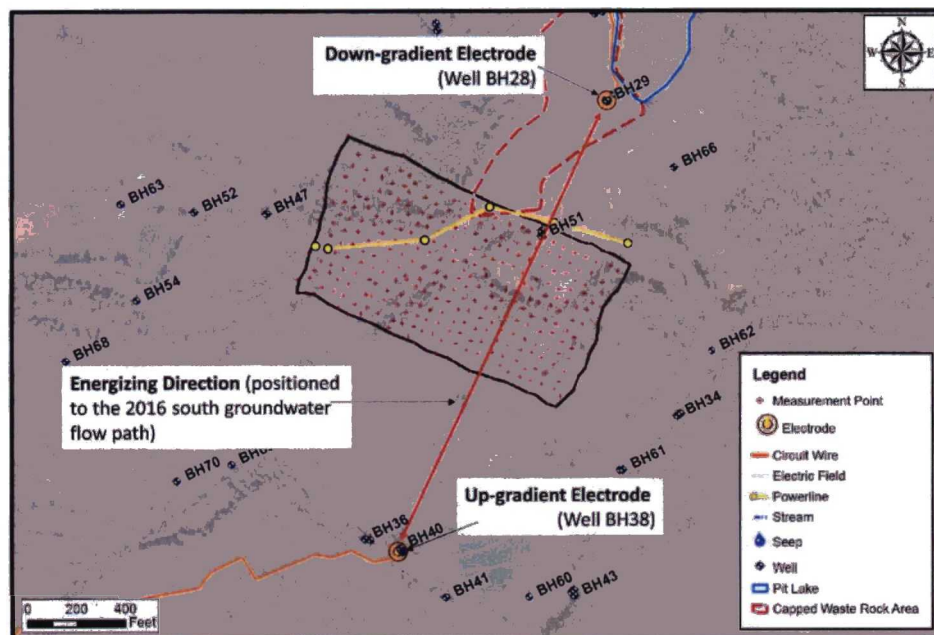 N
W E
S
Down-gradient Electrode
(Well BH28)
BH29
BH66
BH63
BH52
BH47
BH51
BH54
BH62
BH68
Energizing Direction (positioned
to the 2016 south groundwater
flow path)
BH34
BH61
BH70
Up-gradient Electrode
(Well BH38)
BH36
BH40
BH41
BH60
BH43
0 200 400
Feet
Legend
Measurement Point
Electrode
Circuit Wire
Electric Field
Powerline
Stream
Seep
Well
Pit Lake
Capped Waste Rock Area